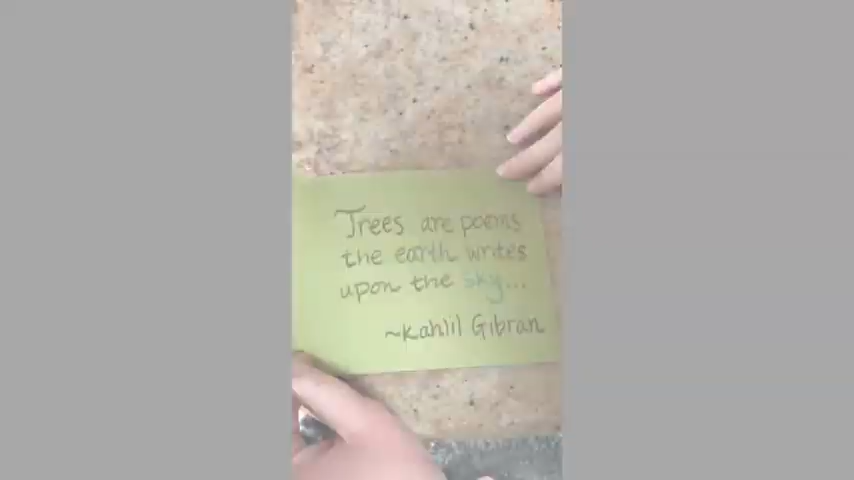 Trees are poems
the earth writes
upon the sky...
~Kahlil Gibran